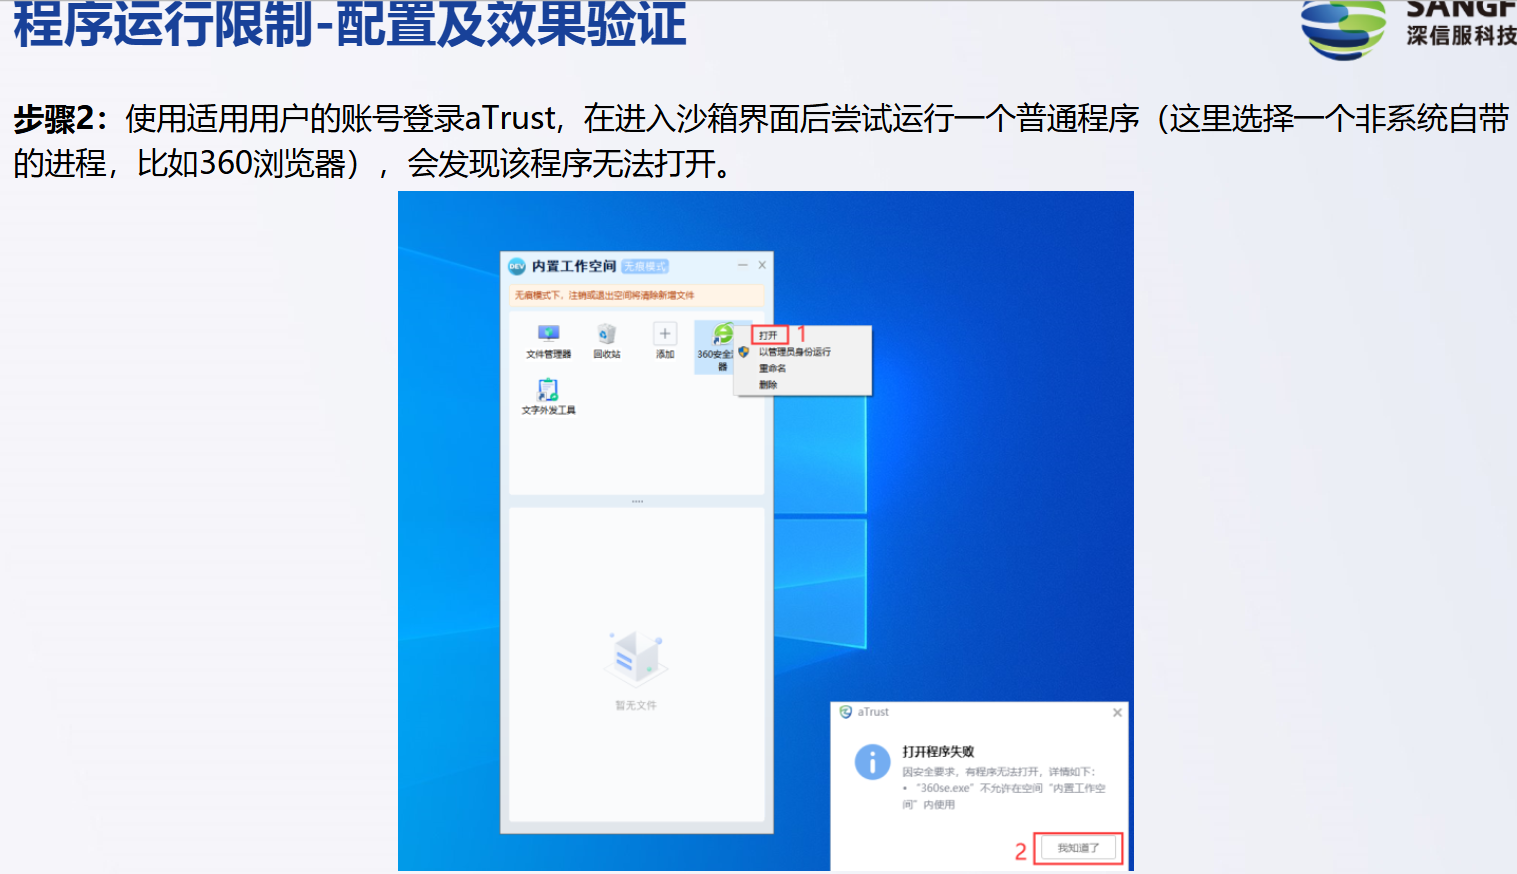 程序运行限制-配置及效果验证
SANGF
深信服科技
步骤2：使用适用用户的账号登录aTrust，在进入沙箱界面后尝试运行一个普通程序（这里选择一个非系统自带
的进程，比如360浏览器），会发现该程序无法打开。
DEV 内置工作空间 无痕模式
无痕模式下，注销或退出空间将清除新增文件
文件管理器 回收站 添加 360安全
器
打开 1
以管理员身份运行
重命名
删除
文字外发工具
暂无文件
aTrust
打开程序失败
因安全要求，有程序无法打开，详情如下：
• “360se.exe”不允许在空间“内置工作空
间”内使用
2 我知道了